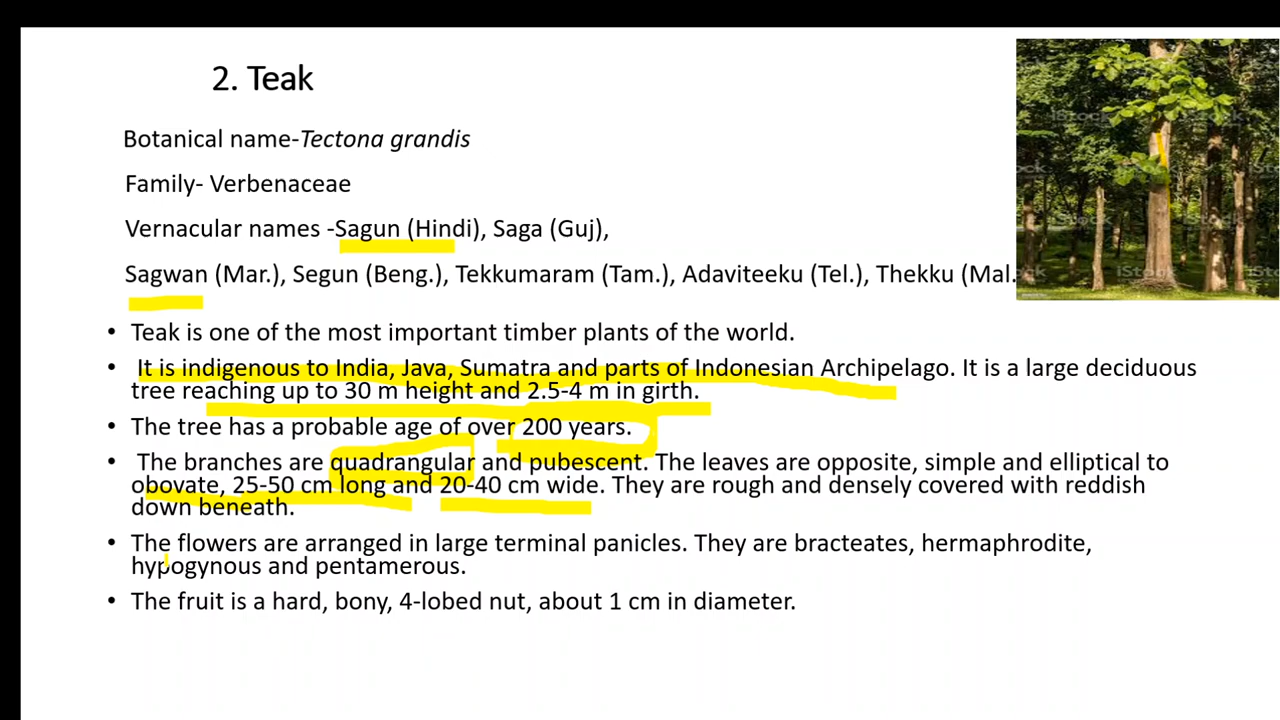 2. Teak
Botanical name-Tectona grandis
Family- Verbenaceae
Vernacular names -Sagun (Hindi), Saga (Guj),
Sagwan (Mar.), Segun (Beng.), Tekkumaram (Tam.), Adaviteeku (Tel.), Thekku (Mal.
• Teak is one of the most important timber plants of the world.
• It is indigenous to India, Java, Sumatra and parts of Indonesian Archipelago. It is a large deciduous
tree reaching up to 30 m height and 2.5-4 m in girth.
• The tree has a probable age of over 200 years.
• The branches are quadrangular and pubescent. The leaves are opposite, simple and elliptical to
obovate, 25-50 cm long and 20-40 cm wide. They are rough and densely covered with reddish
down beneath.
• The flowers are arranged in large terminal panicles. They are bracteates, hermaphrodite,
hypogynous and pentamerous.
• The fruit is a hard, bony, 4-lobed nut, about 1 cm in diameter.
iStock